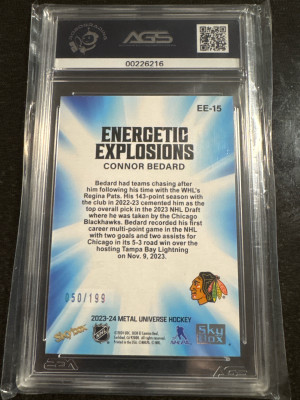 AGS
00226216
EE-15
ENERGETIC
EXPLOSIONS
CONNOR BEDARD
Bedard had teams chasing after
him following his time with the WHL's
Regina Pats. His 143-point season with
the club in 2022-23 cemented him as the
top overall pick in the 2023 NHL Draft
where he was taken by the Chicago
Blackhawks. Bedard recorded his first
career multi-point game in the NHL
with two goals and two assists for
Chicago in its 5-3 road win over the
hosting Tampa Bay Lightning
on Nov. 9, 2023.
050/199
2023-24 METAL UNIVERSE HOCKEY
Skybox
NHL
NHLPA
SKY
BOX
AGS